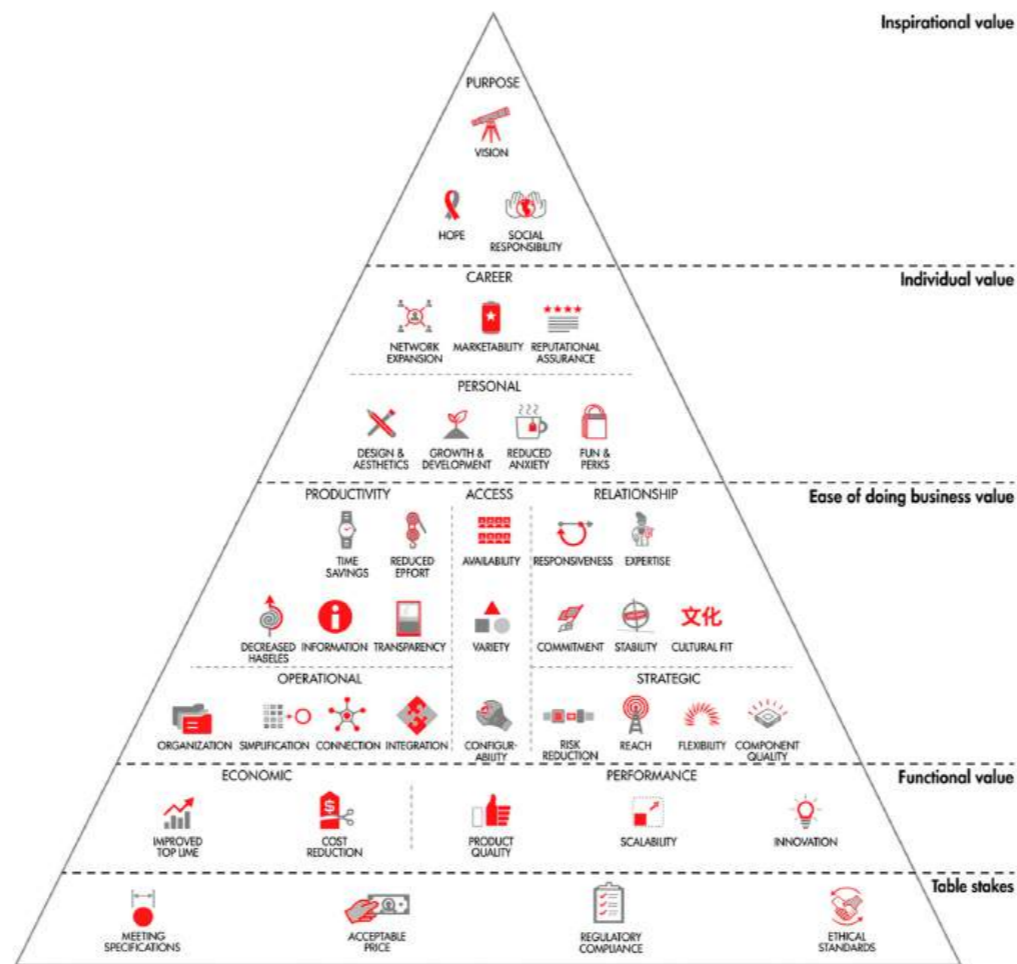 Inspirational value
PURPOSE
VISION
HOPE
SOCIAL
RESPONSIBILITY
Individual value
CAREER
NETWORK
EXPANSION
MARKETABILITY
REPUTATIONAL
ASSURANCE
PERSONAL
DESIGN &
AESTHETICS
GROWTH &
DEVELOPMENT
REDUCED
ANXIETY
FUN &
PERKS
Ease of doing business value
PRODUCTIVITY
ACCESS
RELATIONSHIP
TIME
SAVINGS
REDUCED
EFFORT
AVAILABILITY
RESPONSIVENESS
EXPERTISE
DECREASED
HASELES
INFORMATION
TRANSPARENCY
VARIETY
COMMITMENT
STABILITY
文化
CULTURAL FIT
OPERATIONAL
STRATEGIC
ORGANIZATION
SIMPLIFICATION
CONNECTION
INTEGRATION
CONFIGUR-
ABILITY
RISK
REDUCTION
REACH
FLEXIBILITY
COMPONENT
QUALITY
Functional value
ECONOMIC
PERFORMANCE
IMPROVED
TOP LIME
$
COST
REDUCTION
PRODUCT
QUALITY
SCALABILITY
INNOVATION
Table stakes
MEETING
SPECIFICATIONS
ACCEPTABLE
PRICE
REGULATORY
COMPLIANCE
ETHICAL
STANDARDS